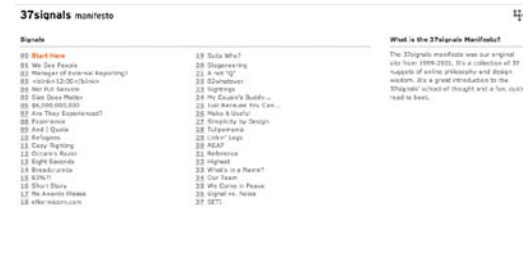 37signals manifesto
Signals
00 Start Here
01 We See People
02 Manager of External Reporting?
03 <blink>12:00</blink>
04 Not Full Service
05 Size Does Matter
06 $6,000,000,000
07 Are They Experienced?
08 Experience
09 And I Quote
10 Refugees
11 Copy Righting
12 Occam's Razor
13 Eight Seconds
14 Breadcrumbs
15 83%?!
16 Short Story
17 No Awards Please
18 eNormicom.com
19 Suits Who?
20 Sloganeering
21 A not "Q"
22 B2whatever
23 Sightings
24 My Cousin's Buddy...
25 Just Because You Can...
26 Make it Useful
27 Simplicity by Design
28 Tulipomania
29 Linkin' Logs
30 ASAP
31 Reference
32 Highest
33 What's in a Name?
34 Our Team
35 We Come in Peace
36 Signal vs. Noise
37 SETI
What is the 37signals Manifesto?
The 37signals manifesto was our original
site from 1999-2001. It's a collection of 37
nuggets of online philosophy and design
wisdom. It's a great introduction to the
37signals' school of thought and a fun, quick
read to boot.